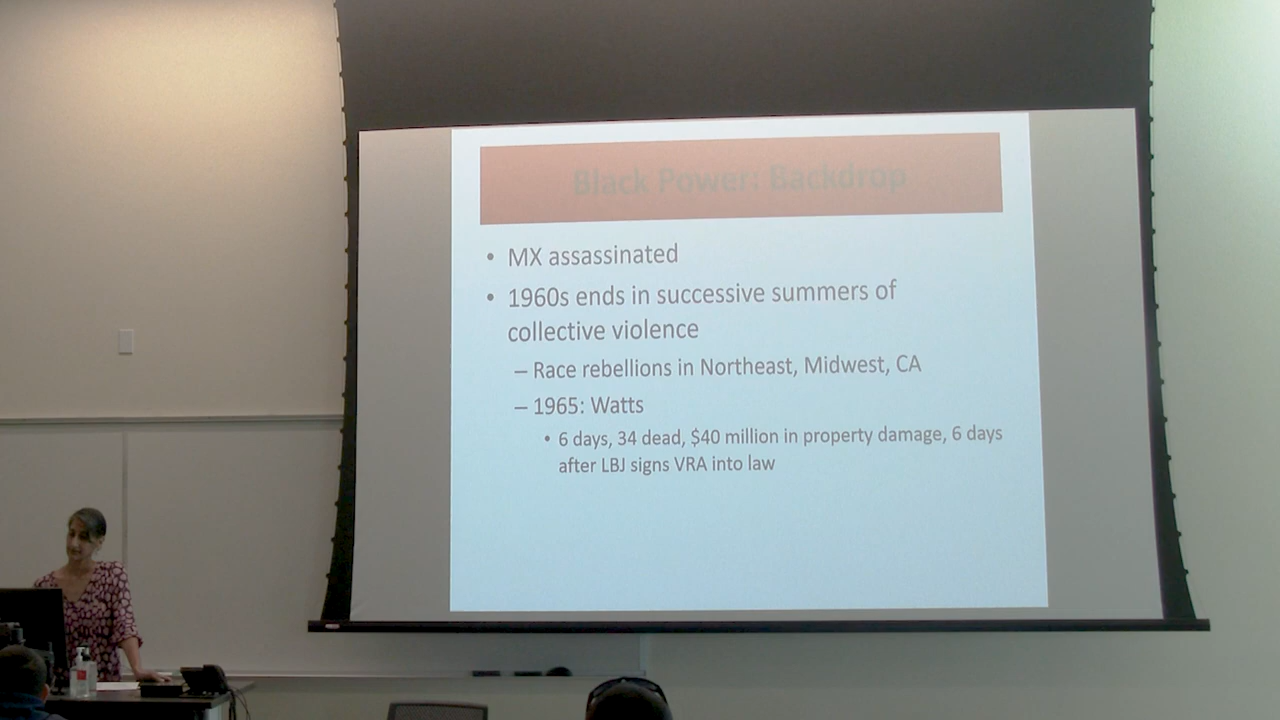 Black Power: Backdrop
• MX assassinated
• 1960s ends in successive summers of
collective violence
– Race rebellions in Northeast, Midwest, CA
– 1965: Watts
• 6 days, 34 dead, $40 million in property damage, 6 days
after LBJ signs VRA into law